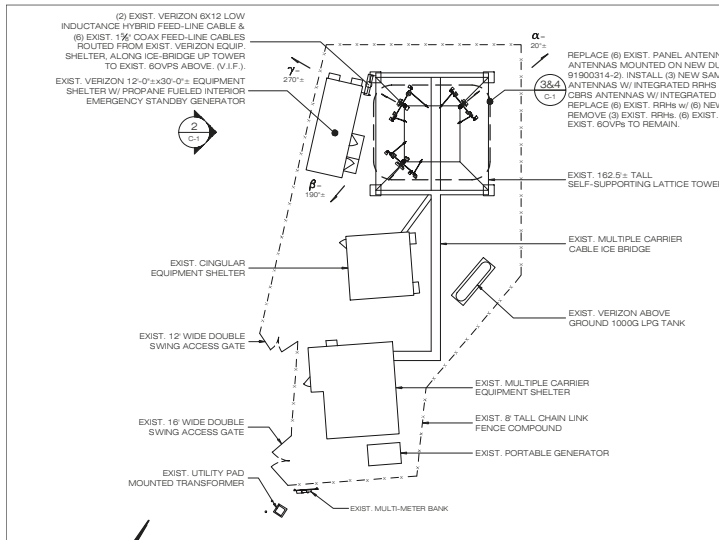 (2) EXIST. VERIZON 6X12 LOW
INDUCTANCE HYBRID FEED-LINE CABLE &
(6) EXIST. 1⅝" COAX FEED-LINE CABLES
ROUTED FROM EXIST. VERIZON EQUIP.
SHELTER, ALONG ICE-BRIDGE UP TOWER
TO EXIST. 6OVPS ABOVE. (V.I.F.).
EXIST. VERIZON 12'-0"±x30'-0"± EQUIPMENT
SHELTER W/ PROPANE FUELED INTERIOR
EMERGENCY STANDBY GENERATOR
2
C-1
γ-
270°±
β-
190°±
α-
20°±
REPLACE (6) EXIST. PANEL ANTENN
ANTENNAS MOUNTED ON NEW DU
91900314-2). INSTALL (3) NEW SAM
ANTENNAS W/ INTEGRATED RRHS
CBRS ANTENNAS W/ INTEGRATED
REPLACE (6) EXIST. RRHs w/ (6) NEW
REMOVE (3) EXIST. RRHs. (6) EXIST.
EXIST. 6OVPs TO REMAIN.
3&4
C-1
EXIST. 162.5'± TALL
SELF-SUPPORTING LATTICE TOWER
EXIST. MULTIPLE CARRIER
CABLE ICE BRIDGE
EXIST. CINGULAR
EQUIPMENT SHELTER
EXIST. VERIZON ABOVE
GROUND 1000G LPG TANK
EXIST. 12' WIDE DOUBLE
SWING ACCESS GATE
EXIST. MULTIPLE CARRIER
EQUIPMENT SHELTER
EXIST. 8' TALL CHAIN LINK
FENCE COMPOUND
EXIST. 16' WIDE DOUBLE
SWING ACCESS GATE
EXIST. PORTABLE GENERATOR
EXIST. UTILITY PAD
MOUNTED TRANSFORMER
EXIST. MULTI-METER BANK